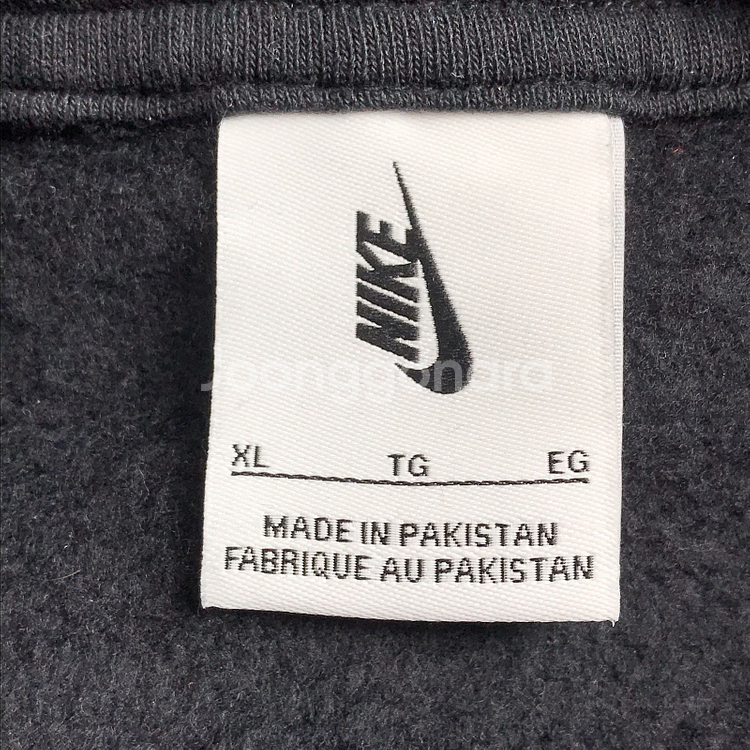 NIKE
XL TG EG
MADE IN PAKISTAN
FABRIQUE AU PAKISTAN